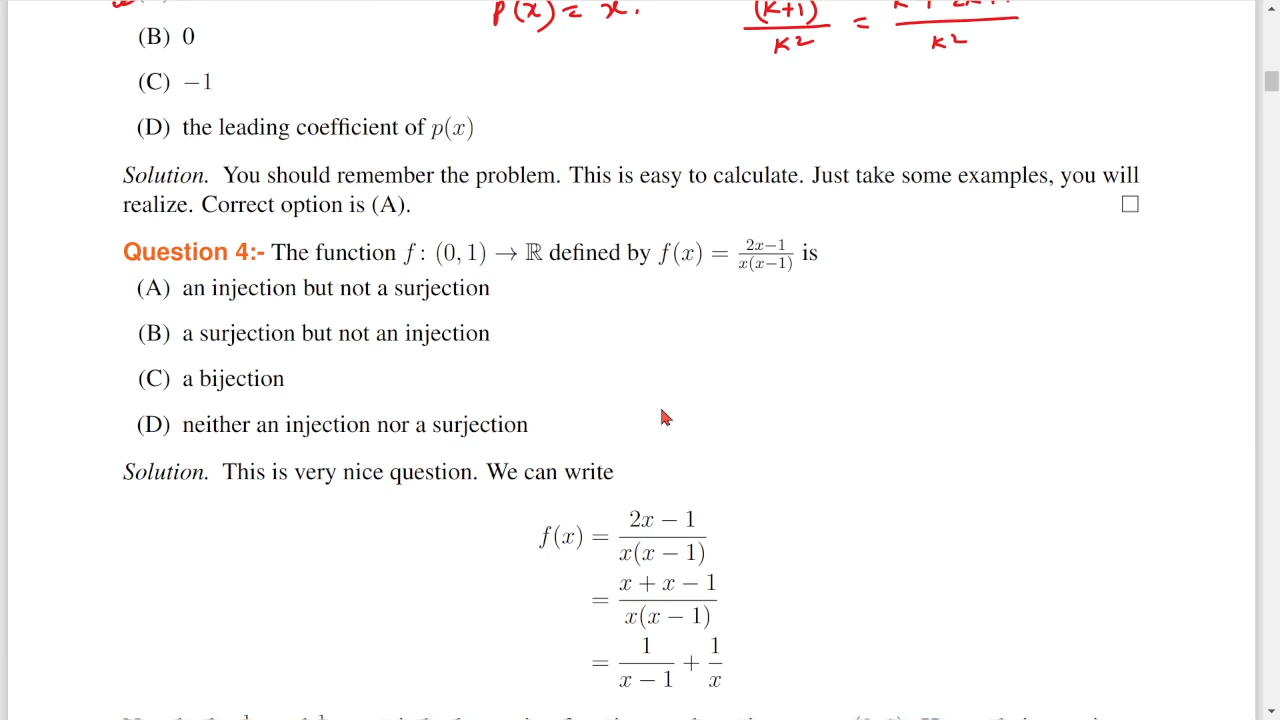 p(x) = x. (k+1)/k² =  /k²
(B) 0
(C) −1
(D) the leading coefficient of p(x)
Solution. You should remember the problem. This is easy to calculate. Just take some examples, you will
realize. Correct option is (A). □
Question 4:- The function f : (0, 1) → ℝ defined by f(x) = (2x−1)/(x(x−1)) is
(A) an injection but not a surjection
(B) a surjection but not an injection
(C) a bijection
(D) neither an injection nor a surjection
Solution. This is very nice question. We can write
f(x) = (2x − 1)/(x(x − 1))
= (x + x − 1)/(x(x − 1))
= 1/(x − 1) + 1/x